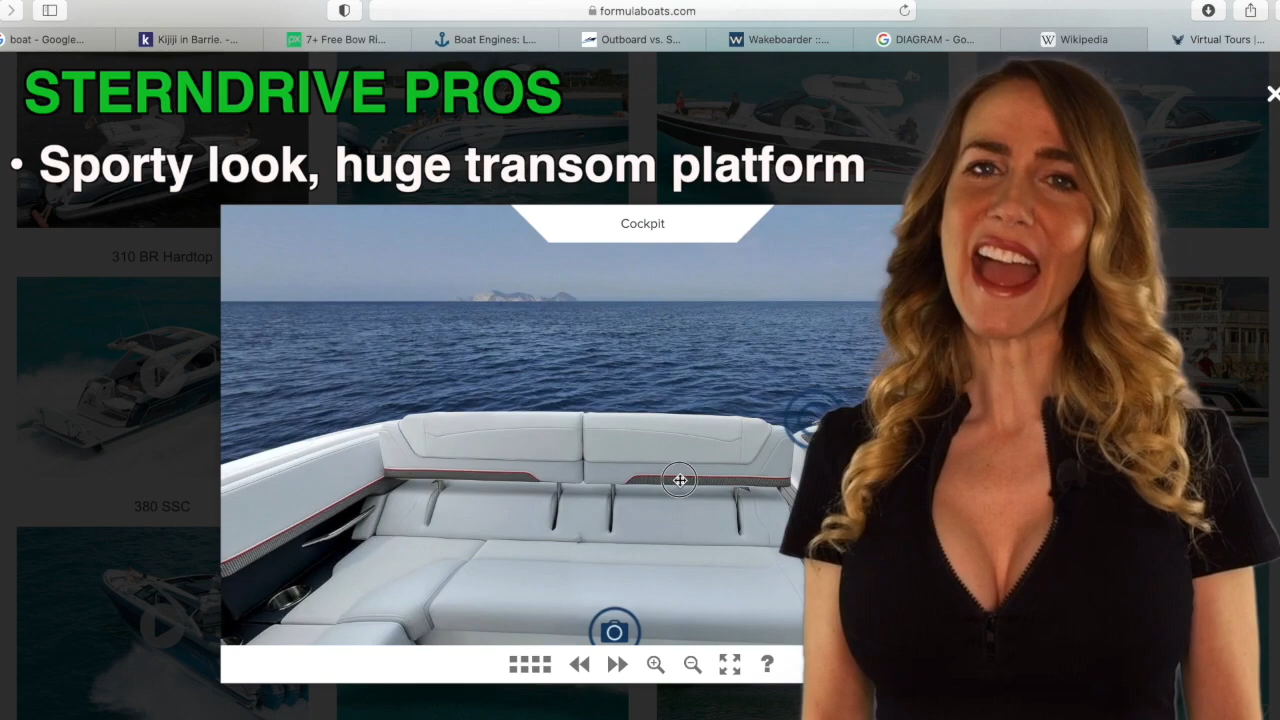 formulaboats.com
boat - Google...
k Kijiji in Barrie. -...
px 7+ Free Bow Ri...
Boat Engines: L...
Outboard vs. S...
W Wakeboarder ::...
G DIAGRAM - Go...
W Wikipedia
Virtual Tours |...
STERNDRIVE PROS
• Sporty look, huge transom platform
Cockpit
310 BR Hardtop
380 SSC
?